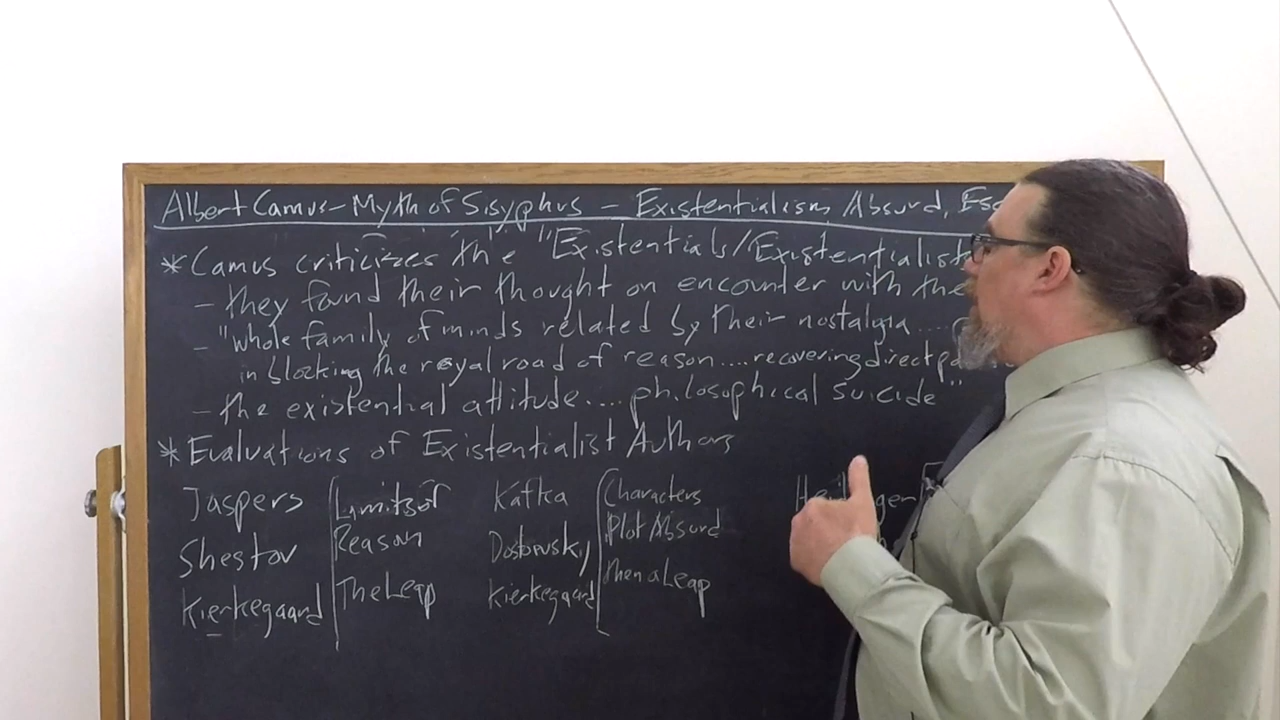 Albert Camus - Myth of Sisyphus - Existentialism, Absurd, Esc
* Camus criticizes the "Existentials/Existentialist
- they found their thought on encounter with the
- "whole family of minds related by their nostalgia ....
in blocking the royal road of reason .... recovering direct pa
- the existential attitude .... philosophical suicide"
* Evaluations of Existentialist Authors
Jaspers
Shestov
Kierkegaard
Limits of
Reason
The Leap
Kafka
Dostoevsky
Kierkegaard
Characters
Plot Absurd
then a Leap